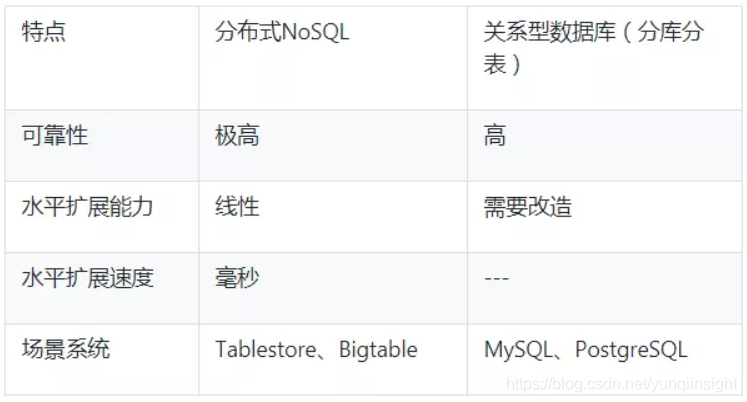 特点 分布式NoSQL 关系型数据库（分库分
表）
可靠性 极高 高
水平扩展能力 线性 需要改造
水平扩展速度 毫秒 ---
场景系统 Tablestore、Bigtable MySQL、PostgreSQL
https://blog.csdn.net/yunqiinsight